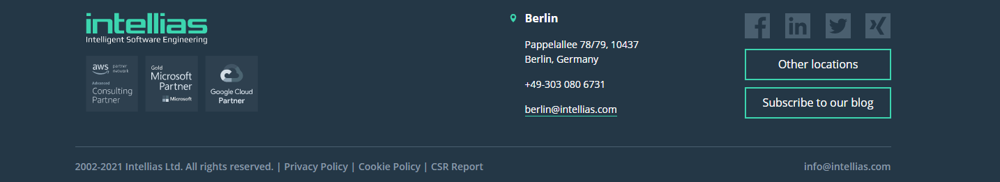 intellias
Intelligent Software Engineering
aws partner network
Advanced
Consulting
Partner
Gold
Microsoft
Partner
Microsoft
Google Cloud
Partner
Berlin
Pappelallee 78/79, 10437
Berlin, Germany
+49-303 080 6731
berlin@intellias.com
f
in
Other locations
Subscribe to our blog
2002-2021 Intellias Ltd. All rights reserved. | Privacy Policy | Cookie Policy | CSR Report
info@intellias.com